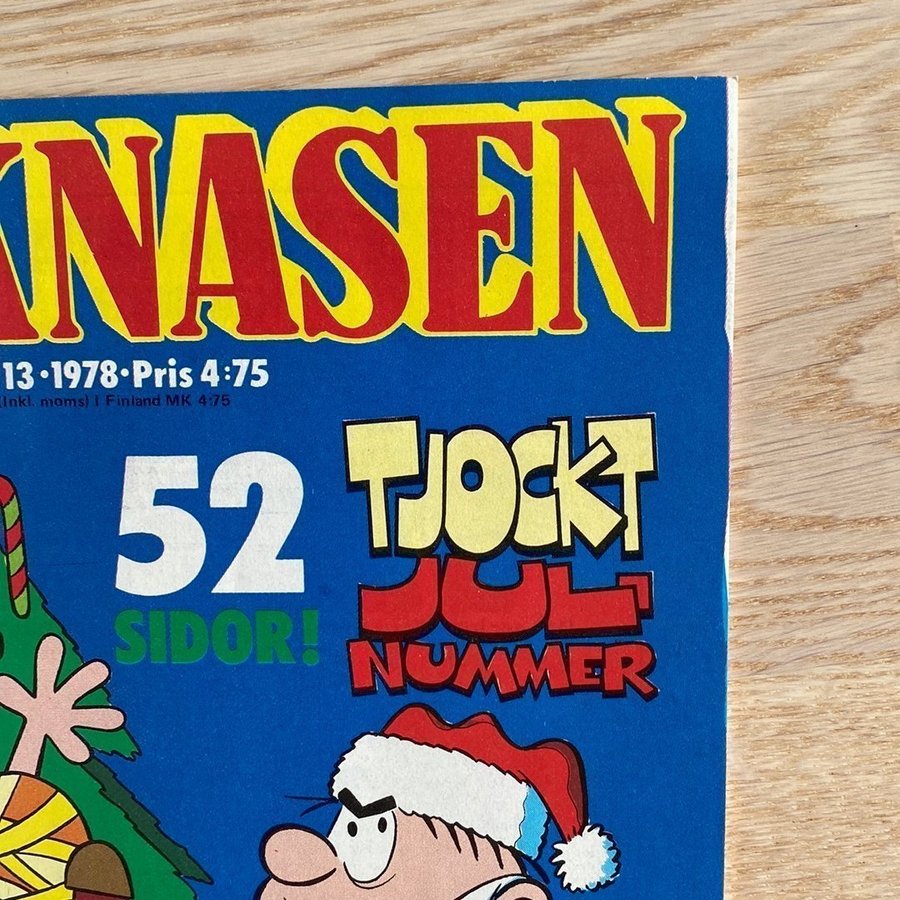 KNASEN
13 • 1978 • Pris 4:75
(Inkl. moms) I Finland MK 4:75
52
SIDOR!
TJOCKT
JUL-
NUMMER